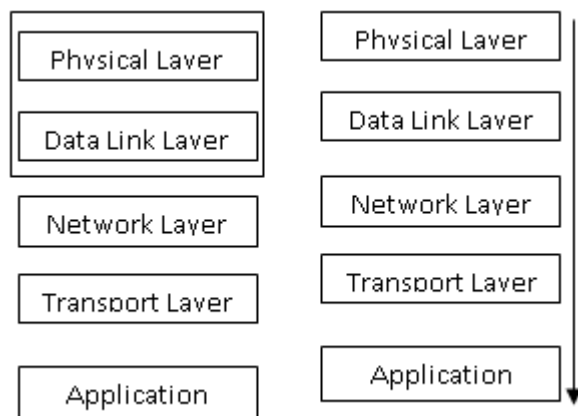 Physical Layer
Data Link Layer
Network Layer
Transport Layer
Application
Physical Layer
Data Link Layer
Network Layer
Transport Layer
Application